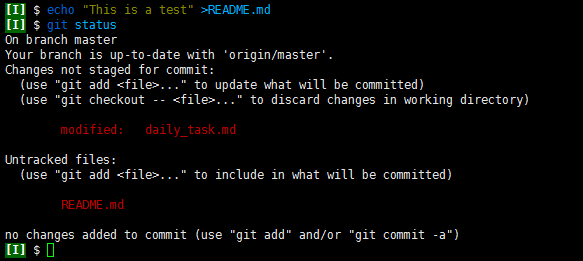 [I] $ echo "This is a test" >README.md
[I] $ git status
On branch master
Your branch is up-to-date with 'origin/master'.
Changes not staged for commit:
  (use "git add <file>..." to update what will be committed)
  (use "git checkout -- <file>..." to discard changes in working directory)
        modified:   daily_task.md
Untracked files:
  (use "git add <file>..." to include in what will be committed)
        README.md
no changes added to commit (use "git add" and/or "git commit -a")
[I] $